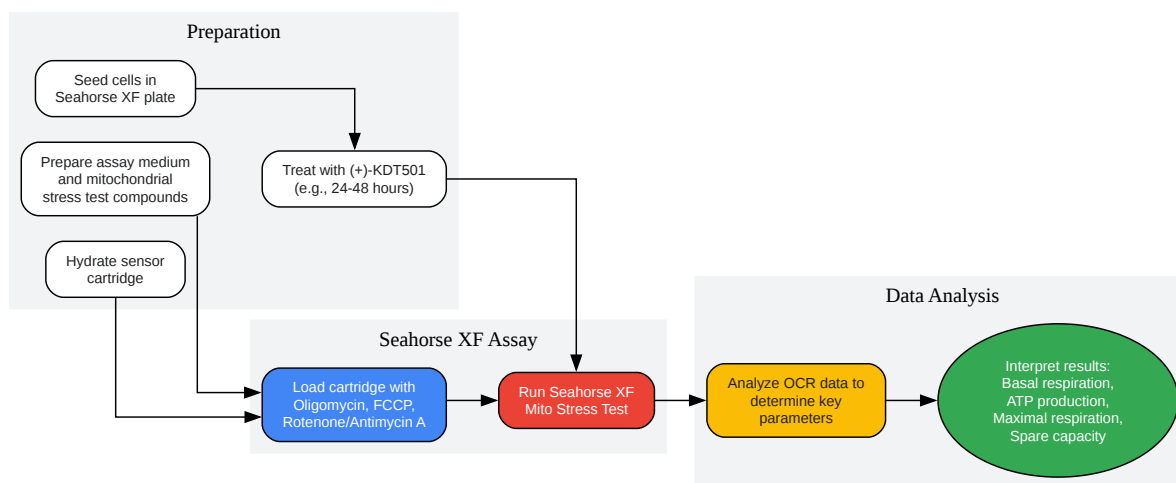 Preparation
Seed cells in
Seahorse XF plate
Prepare assay medium
and mitochondrial
stress test compounds
Treat with (+)-KDT501
(e.g., 24-48 hours)
Hydrate sensor
cartridge
Seahorse XF Assay
Load cartridge with
Oligomycin, FCCP,
Rotenone/Antimycin A
Run Seahorse XF
Mito Stress Test
Data Analysis
Analyze OCR data to
determine key
parameters
Interpret results:
Basal respiration,
ATP production,
Maximal respiration,
Spare capacity